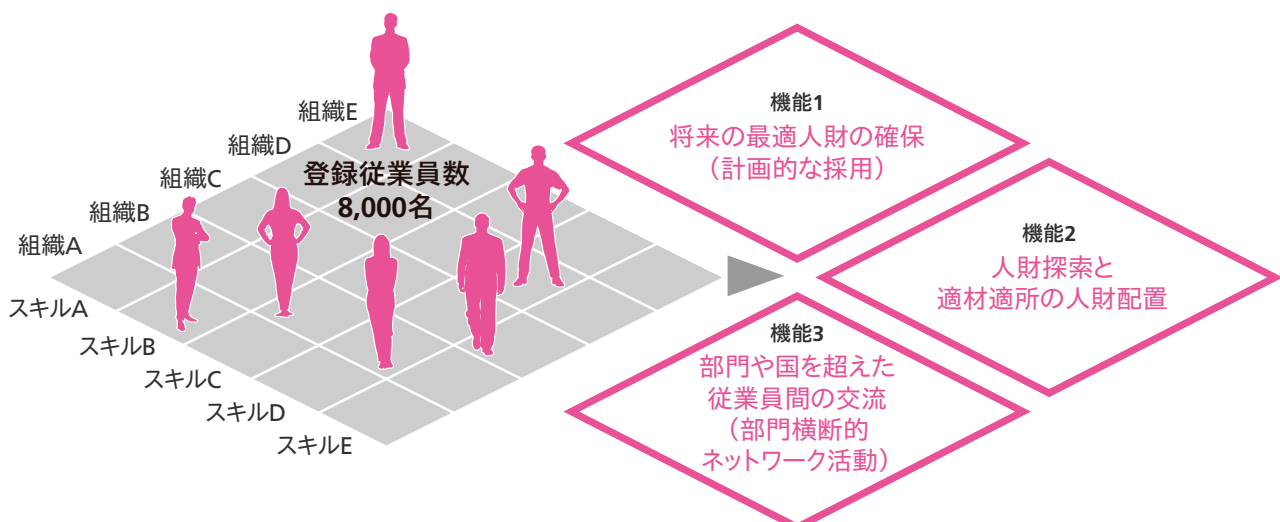 組織E
組織D
組織C
組織B
組織A
登録従業員数
8,000名
スキルA
スキルB
スキルC
スキルD
スキルE
機能1
将来の最適人財の確保
（計画的な採用）
機能2
人財探索と
適材適所の人財配置
機能3
部門や国を超えた
従業員間の交流
（部門横断的
ネットワーク活動）